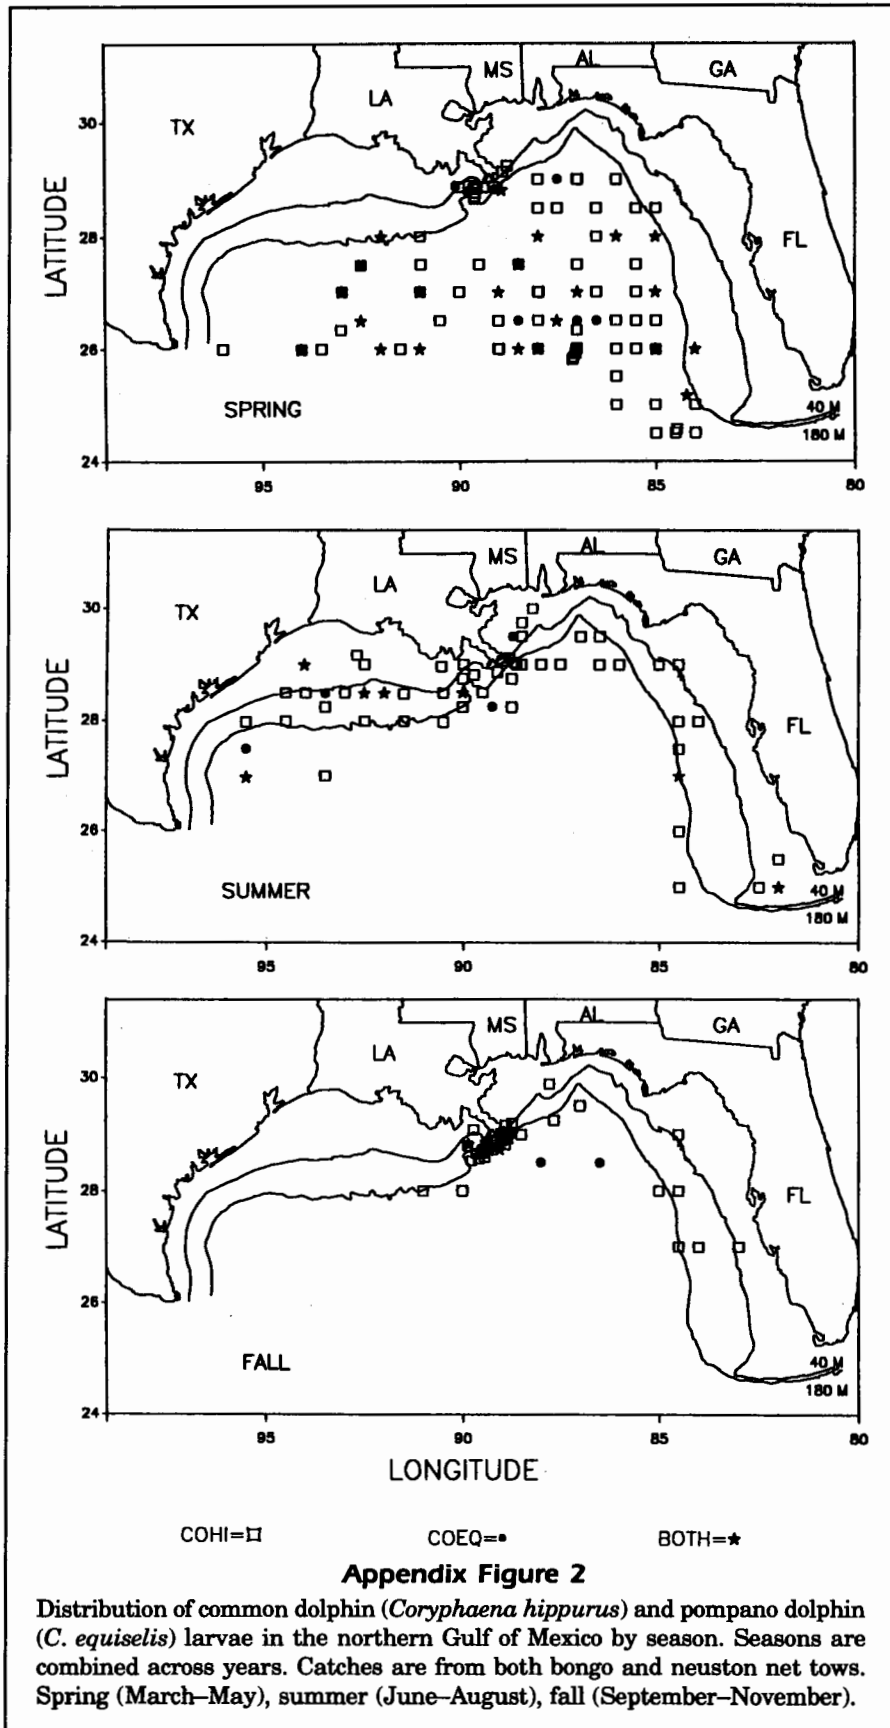 MS
AL
GA
LA
TX
FL
LATITUDE
30
28
26
24
SPRING
40 M
180 M
95
90
85
80
MS
AL
GA
LA
TX
FL
LATITUDE
30
28
26
24
SUMMER
40 M
180 M
95
90
85
80
MS
AL
GA
LA
TX
FL
LATITUDE
30
28
26
24
FALL
40 M
180 M
95
90
85
80
LONGITUDE
COHI=□ COEQ=• BOTH=★
Appendix Figure 2
Distribution of common dolphin (Coryphaena hippurus) and pompano dolphin
(C. equiselis) larvae in the northern Gulf of Mexico by season. Seasons are
combined across years. Catches are from both bongo and neuston net tows.
Spring (March–May), summer (June–August), fall (September–November).